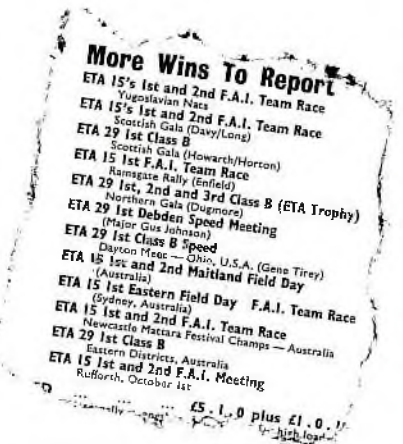 More Wins To Report
ETA 15's 1st and 2nd F.A.I. Team Race
Yugoslavian Nats
ETA 15's 1st and 2nd F.A.I. Team Race
Scottish Gala (Davy/Long)
ETA 29 1st Class B
Scottish Gala (Howarth/Horton)
ETA 15 1st F.A.I. Team Race
Ramsgate Rally (Enfield)
ETA 29 1st, 2nd and 3rd Class B (ETA Trophy)
Northern Gala (Dugmore)
ETA 29 1st Debden Speed Meeting
(Major Gus Johnson)
ETA 29 1st Class B Speed
Dayton Meet — Ohio, U.S.A. (Gene Tirey)
ETA 15 1st and 2nd Maitland Field Day
(Australia)
ETA 15 1st Eastern Field Day F.A.I. Team Race
(Sydney, Australia)
ETA 15 1st and 2nd F.A.I. Team Race
Newcastle Mattara Festival Champs — Australia
ETA 29 1st Class B
Eastern Districts, Australia
ETA 15 1st and 2nd F.A.I. Meeting
Rufforth, October 1st
£5 . 1 . 0 plus £1 . 0 .